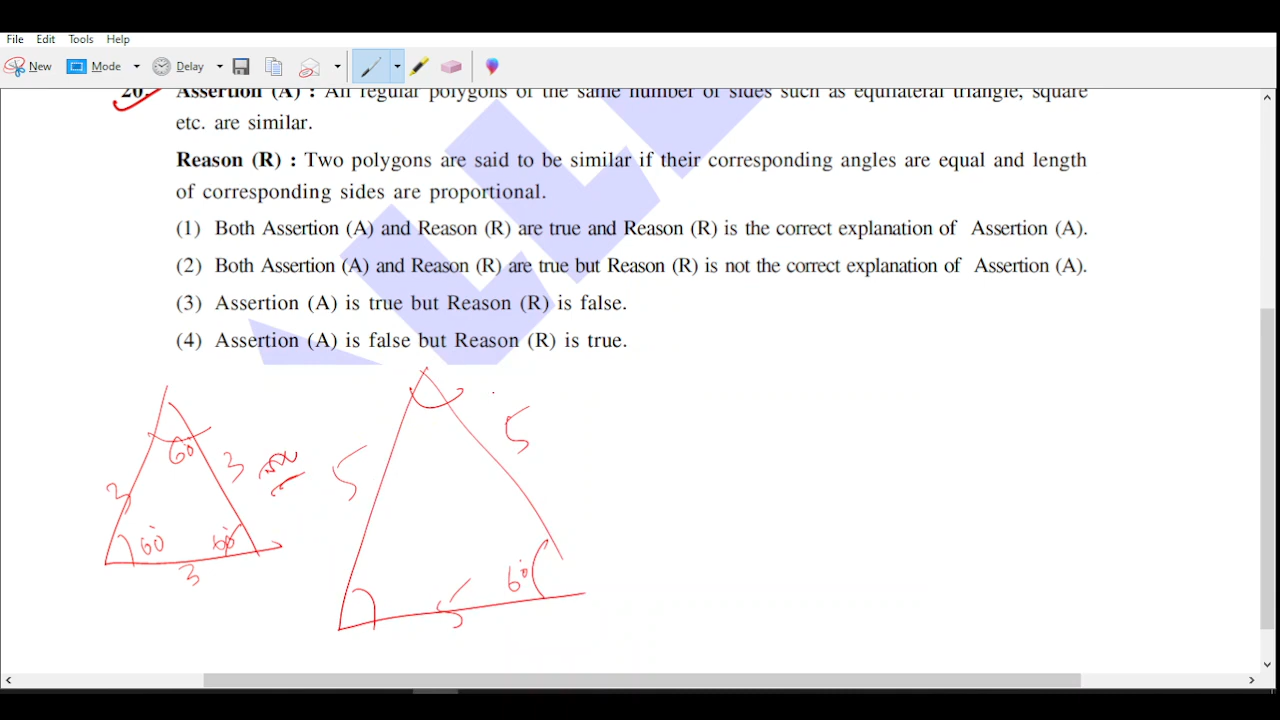 File Edit Tools Help
New Mode Delay
20. Assertion (A) : All regular polygons of the same number of sides such as equilateral triangle, square
etc. are similar.
Reason (R) : Two polygons are said to be similar if their corresponding angles are equal and length
of corresponding sides are proportional.
(1) Both Assertion (A) and Reason (R) are true and Reason (R) is the correct explanation of Assertion (A).
(2) Both Assertion (A) and Reason (R) are true but Reason (R) is not the correct explanation of Assertion (A).
(3) Assertion (A) is true but Reason (R) is false.
(4) Assertion (A) is false but Reason (R) is true.
60°
3
3
60° 60°
3
5
5
60°
5